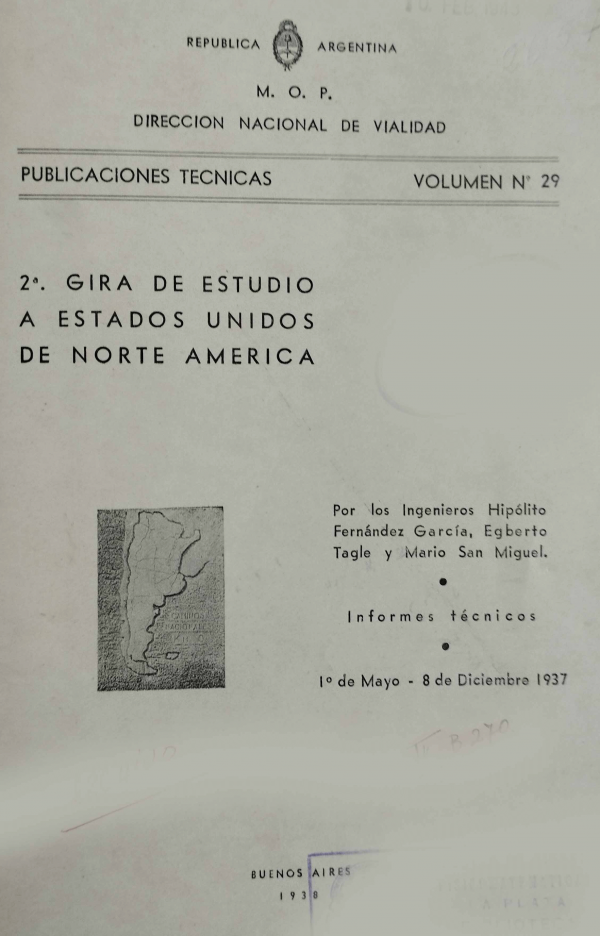 REPUBLICA ARGENTINA
M. O. P.
DIRECCION NACIONAL DE VIALIDAD
PUBLICACIONES TECNICAS VOLUMEN N° 29
2ª. GIRA DE ESTUDIO
A ESTADOS UNIDOS
DE NORTE AMERICA
Por los Ingenieros Hipólito
Fernández García, Egberto
Tagle y Mario San Miguel.
Informes técnicos
1º de Mayo - 8 de Diciembre 1937
BUENOS AIRES
1938